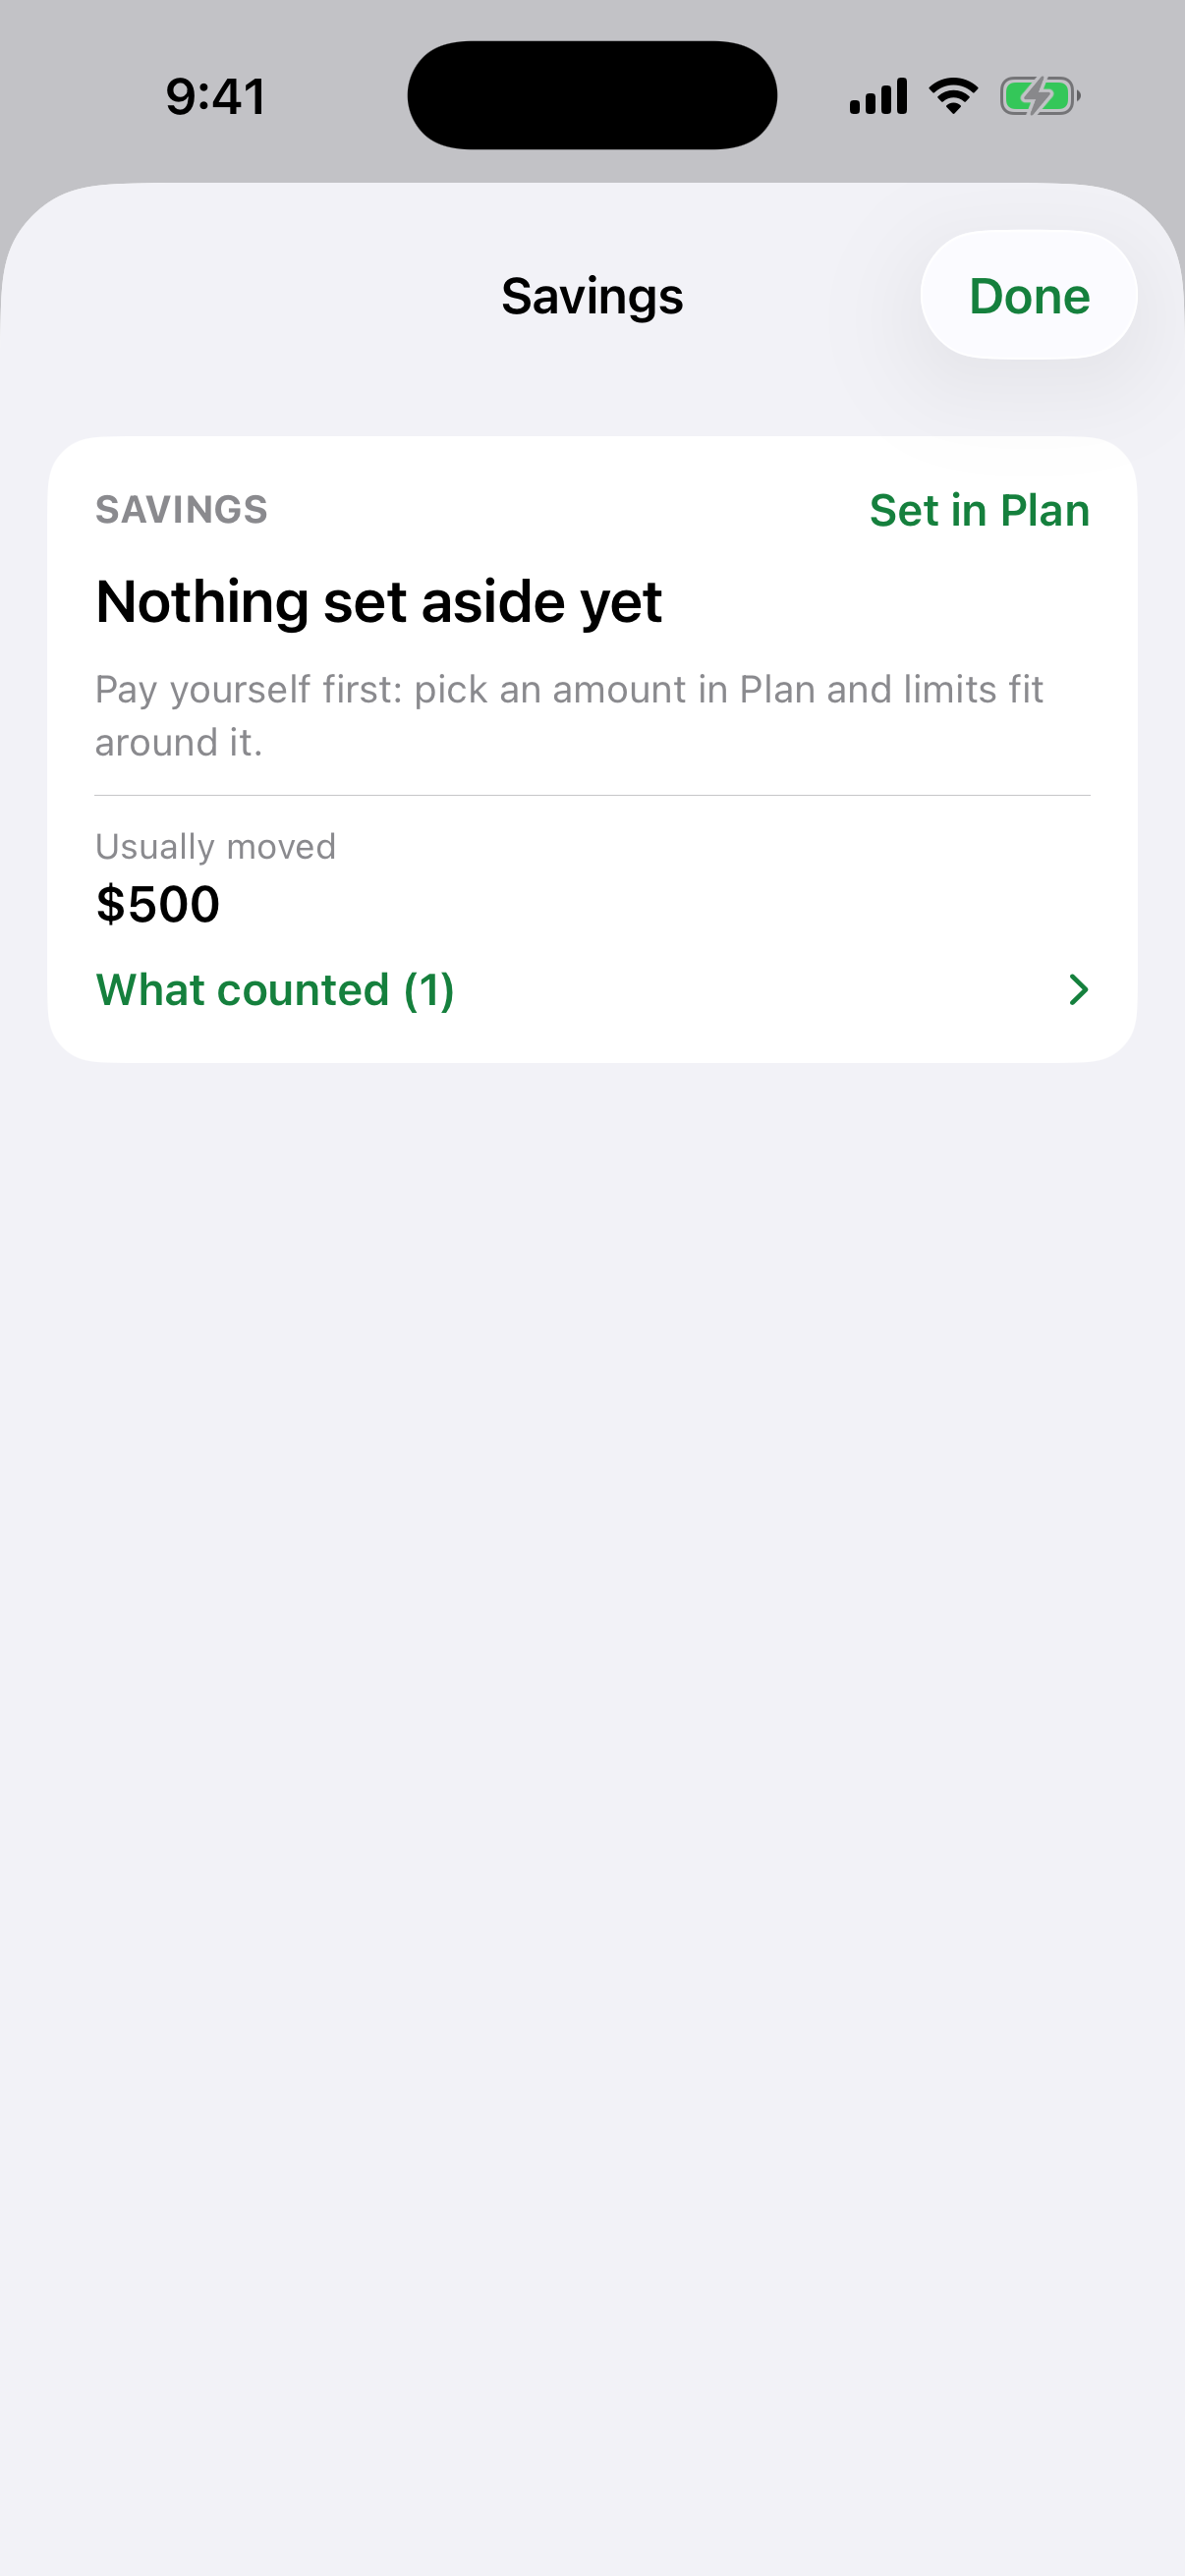 9:41
Savings
Done
SAVINGS
Set in Plan
Nothing set aside yet
Pay yourself first: pick an amount in Plan and limits fit
around it.
Usually moved
$500
What counted (1)